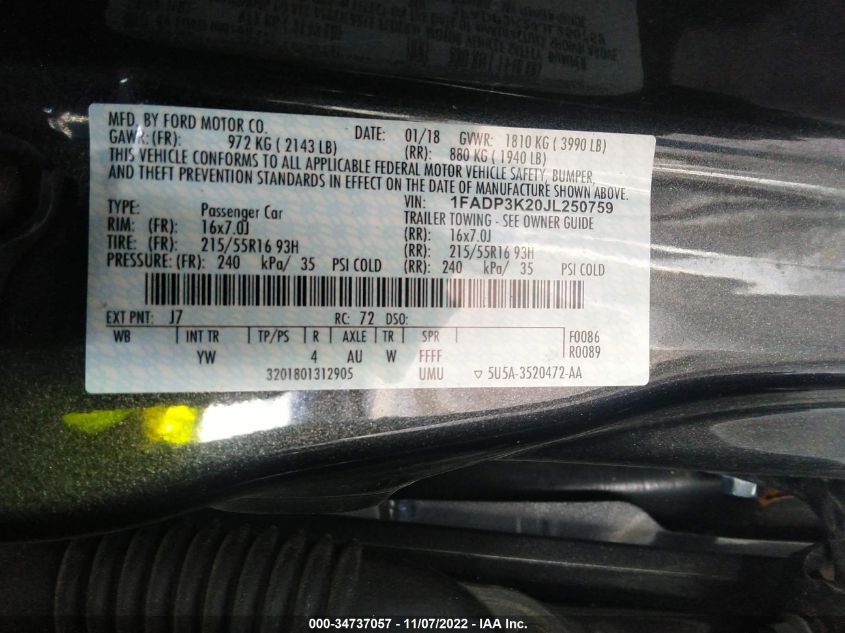 MFD. BY FORD MOTOR CO. DATE: 01/18 GVWR: 1810 KG ( 3990 LB)
GAWR: (FR): 972 KG ( 2143 LB) (RR): 880 KG ( 1940 LB)
THIS VEHICLE CONFORMS TO ALL APPLICABLE FEDERAL MOTOR VEHICLE SAFETY, BUMPER,
AND THEFT PREVENTION STANDARDS IN EFFECT ON THE DATE OF MANUFACTURE SHOWN ABOVE.
VIN: 1FADP3K20JL250759
TYPE: Passenger Car TRAILER TOWING - SEE OWNER GUIDE
RIM: (FR): 16x7.0J (RR): 16x7.0J
TIRE: (FR): 215/55R16 93H (RR): 215/55R16 93H
PRESSURE: (FR): 240 kPa/ 35 PSI COLD (RR): 240 kPa/ 35 PSI COLD
EXT PNT: J7 RC: 72 DSO:
WB INT TR TP/PS R AXLE TR SPR F0086
YW 4 AU W FFFF R0089
3201801312905 UMU ▽ 5U5A-3520472-AA
000-34737057 - 11/07/2022 - IAA Inc.